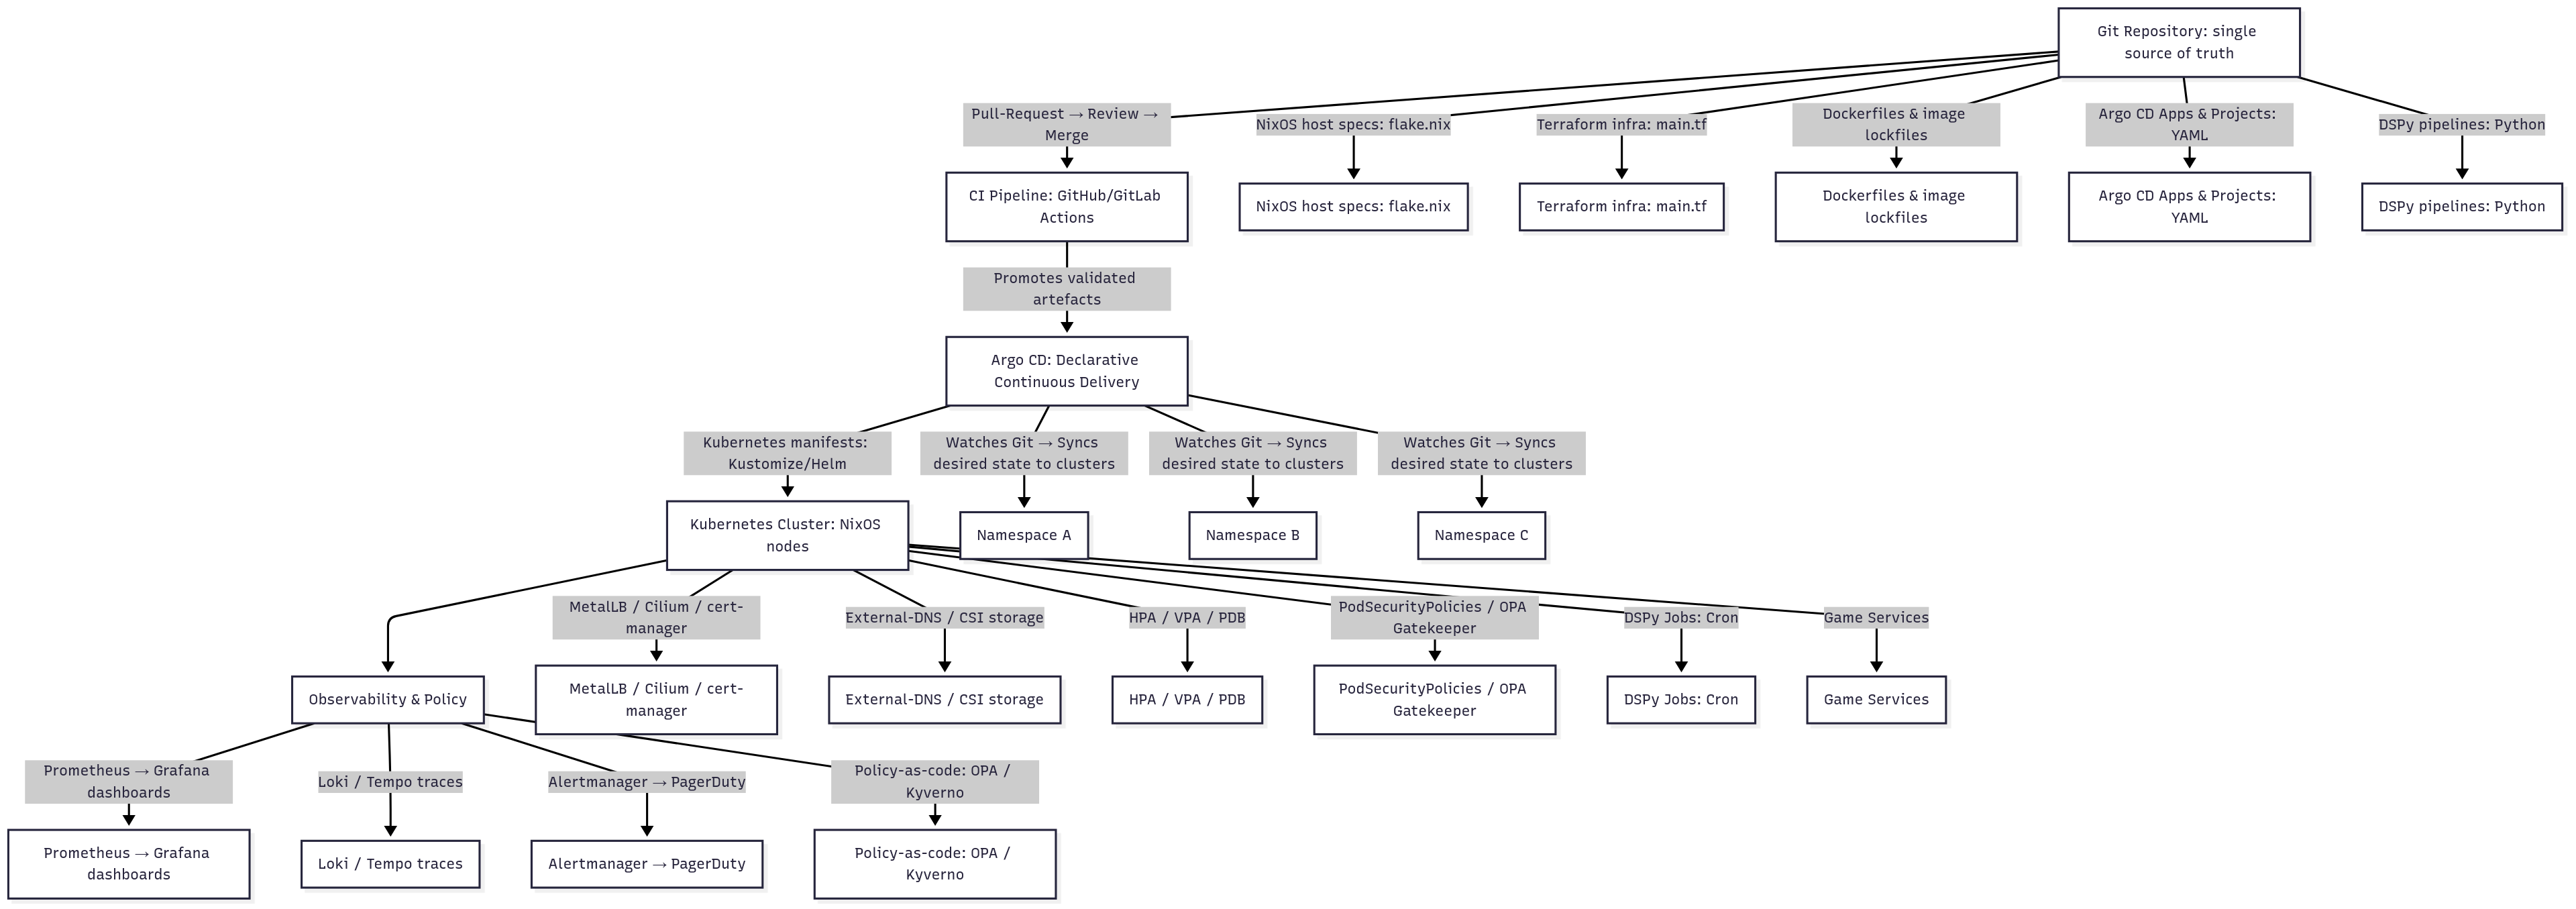 Git Repository: single
source of truth
Pull-Request → Review →
Merge
NixOS host specs: flake.nix
Terraform infra: main.tf
Dockerfiles & image
lockfiles
Argo CD Apps & Projects:
YAML
DSPy pipelines: Python
CI Pipeline: GitHub/GitLab
Actions
NixOS host specs: flake.nix
Terraform infra: main.tf
Dockerfiles & image
lockfiles
Argo CD Apps & Projects:
YAML
DSPy pipelines: Python
Promotes validated
artefacts
Argo CD: Declarative
Continuous Delivery
Kubernetes manifests:
Kustomize/Helm
Watches Git → Syncs
desired state to clusters
Watches Git → Syncs
desired state to clusters
Watches Git → Syncs
desired state to clusters
Kubernetes Cluster: NixOS
nodes
Namespace A
Namespace B
Namespace C
MetalLB / Cilium / cert-
manager
External-DNS / CSI storage
HPA / VPA / PDB
PodSecurityPolicies / OPA
Gatekeeper
DSPy Jobs: Cron
Game Services
Observability & Policy
MetalLB / Cilium / cert-
manager
External-DNS / CSI storage
HPA / VPA / PDB
PodSecurityPolicies / OPA
Gatekeeper
DSPy Jobs: Cron
Game Services
Prometheus → Grafana
dashboards
Loki / Tempo traces
Alertmanager → PagerDuty
Policy-as-code: OPA /
Kyverno
Prometheus → Grafana
dashboards
Loki / Tempo traces
Alertmanager → PagerDuty
Policy-as-code: OPA /
Kyverno